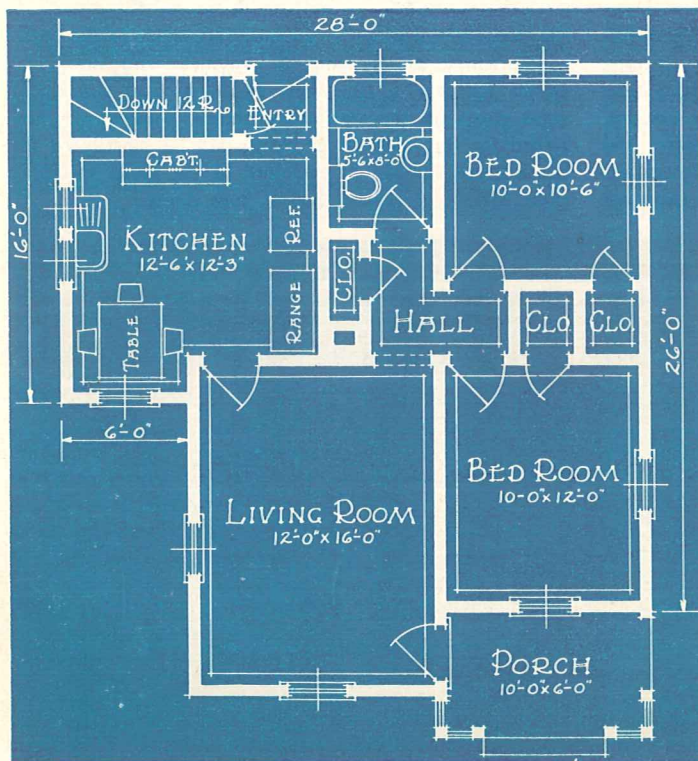 28'-0"
DOWN 12 R
ENTRY
BATH
5'-6"x8'-0"
BED ROOM
10'-0"x10'-6"
CAB'T.
16'-0"
KITCHEN
12'-6"x12'-3"
REF.
RANGE
TABLE
CLO.
HALL
CLO.
CLO.
26'-0"
6'-0"
LIVING ROOM
12'-0"x16'-0"
BED ROOM
10-0"x12'-0"
PORCH
10'-0"x6'-0"